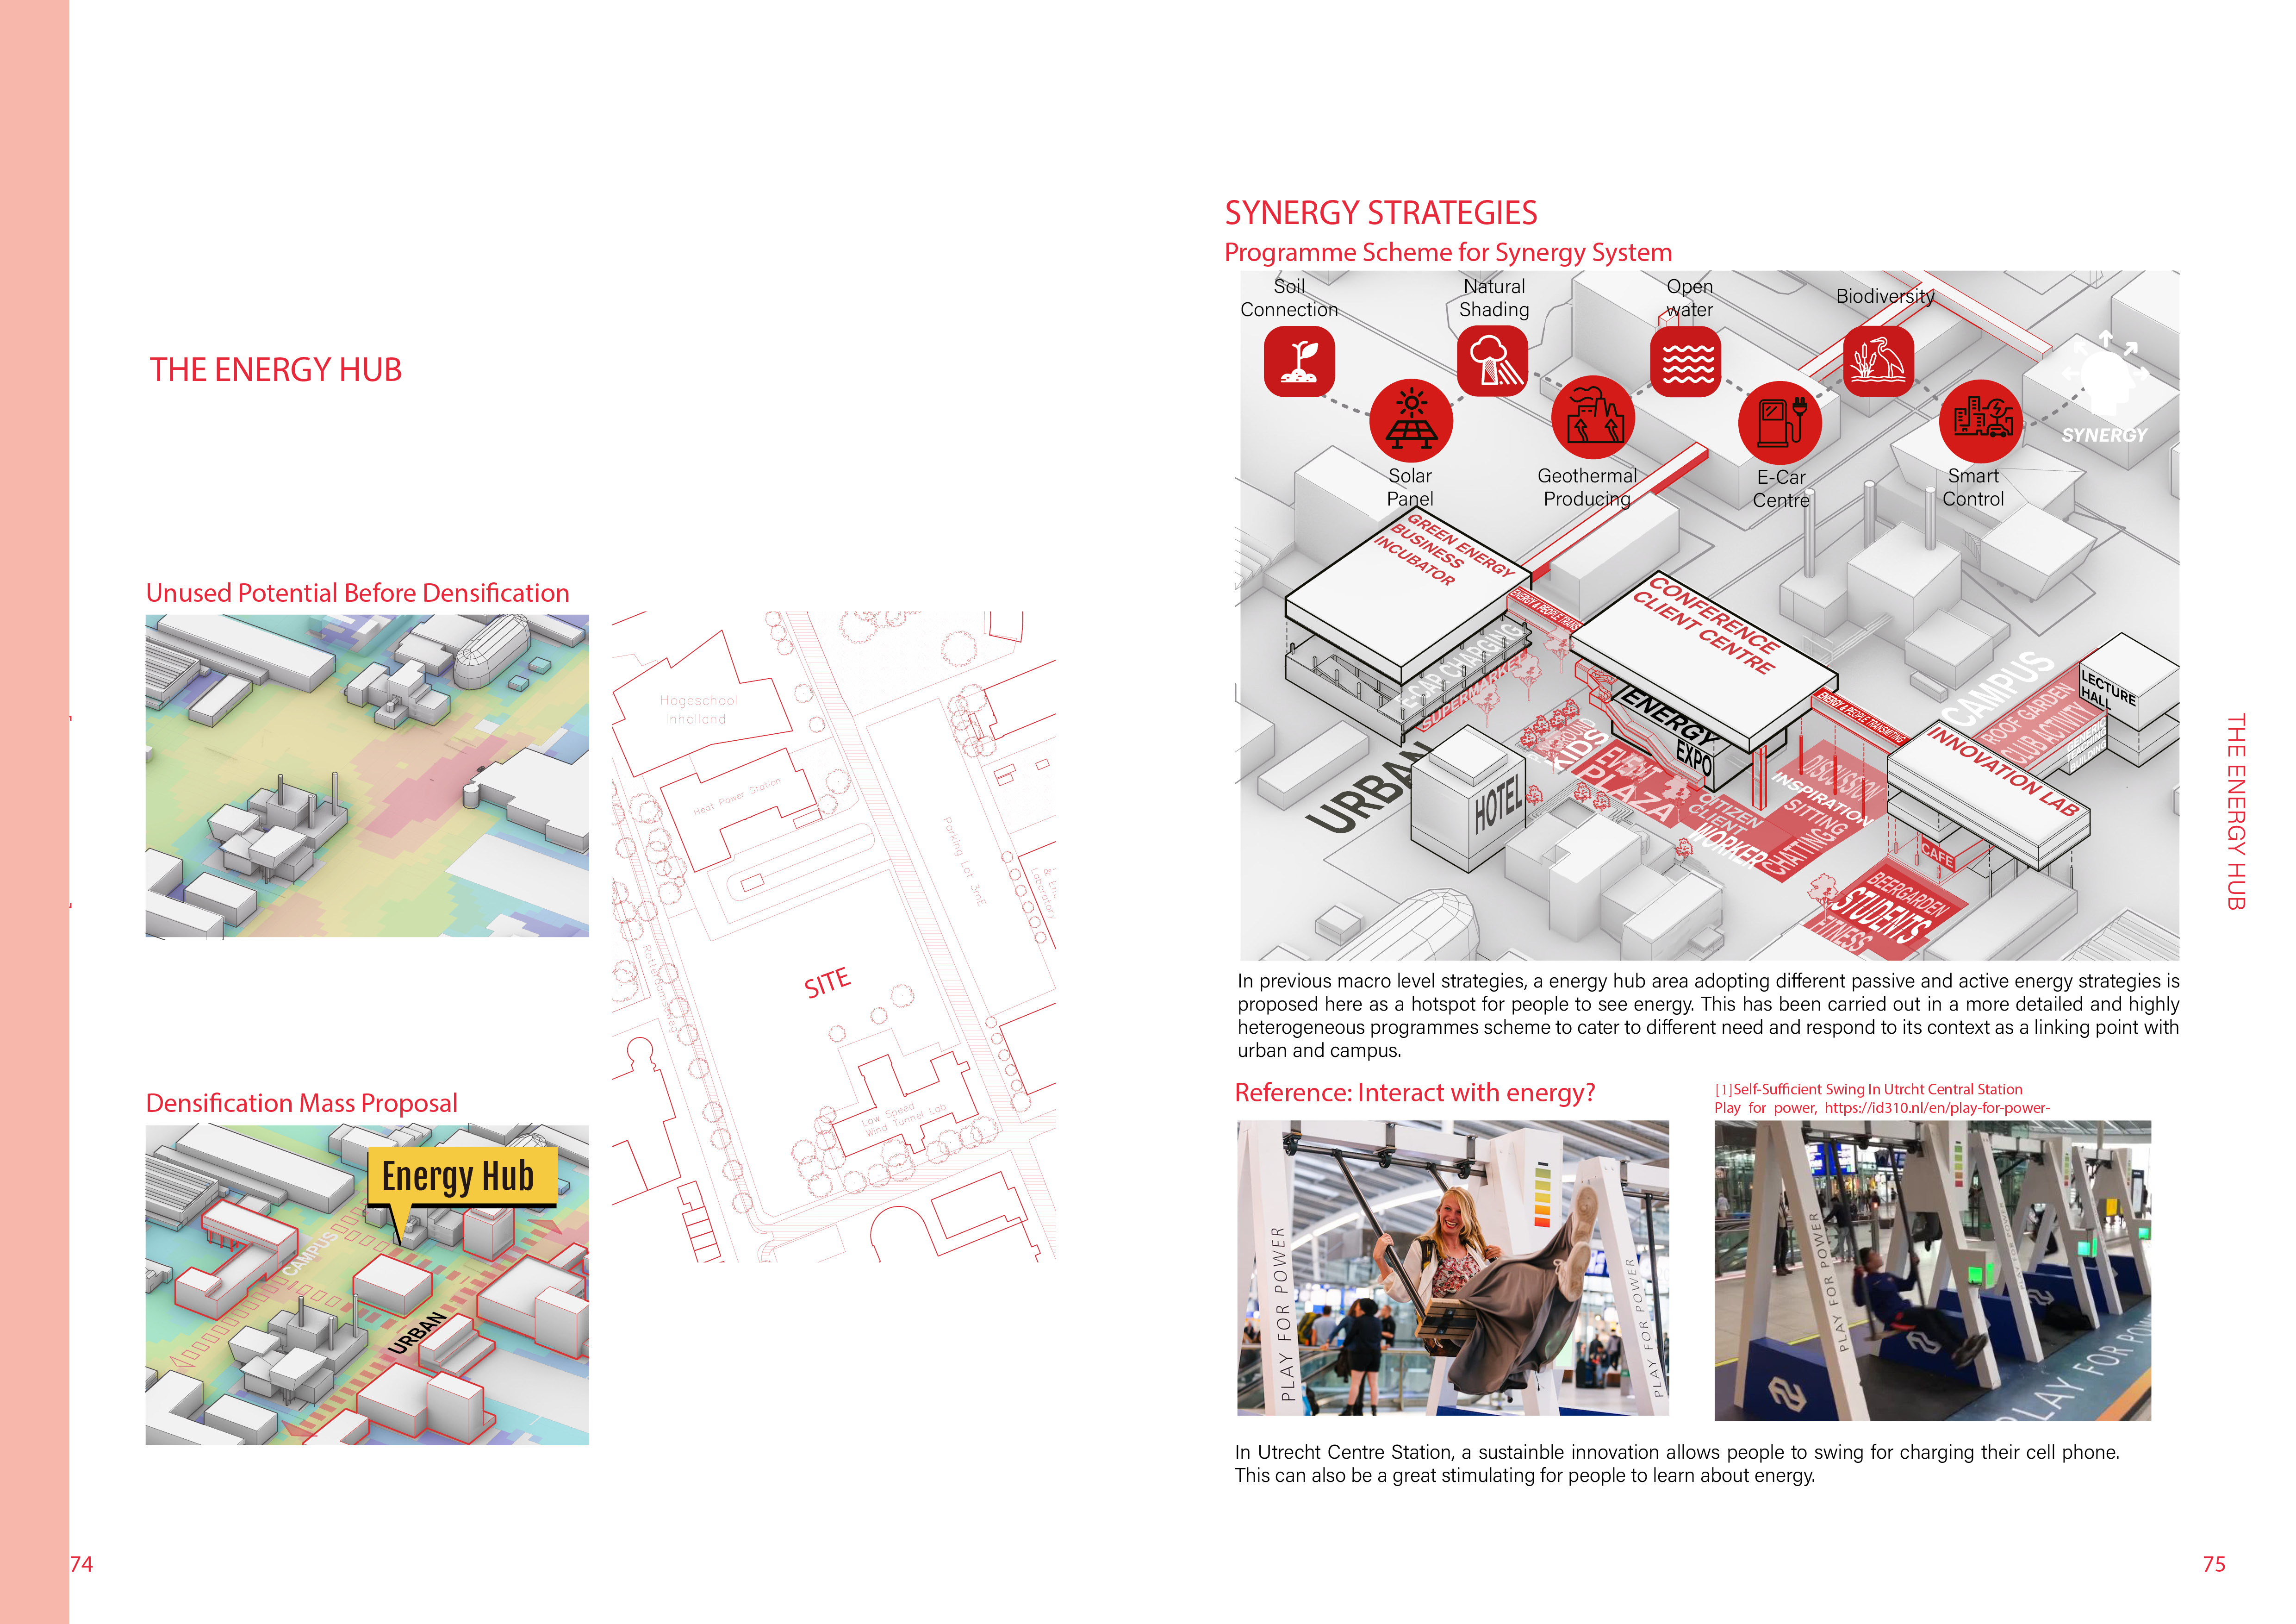 THE ENERGY HUB
Unused Potential Before Densification
Hogeschool
Inholland
Heat Power Station
Parking Lot 3mE
Laboratory
Rotterdamseweg
SITE
Low Speed
Wind Tunnel Lab
Densification Mass Proposal
Energy Hub
CAMPUS
URBAN
74
SYNERGY STRATEGIES
Programme Scheme for Synergy System
Soil
Connection
Natural
Shading
Open
water
Biodiversity
SYNERGY
Solar
Panel
Geothermal
Producing
E-Car
Centre
Smart
Control
GREEN ENERGY
BUSINESS
INCUBATOR
ENERGY & PEOPLE TRANS
CONFERENCE
CLIENT CENTRE
SUPERMARKET
ENERGY
EXPO
ENERGY & PEOPLE TRANSMITING
CAMPUS
LECTURE
HALL
ROOF GARDEN
CLUB ACTIVITY
INNOVATION LAB
URBAN
HOTEL
KIDS
EVENT
PLAZA
CITIZEN
CLIENT
WORKER
DISCUSSION
INSPIRATION
SITTING
CHATTING
CAFE
BEERGARDEN
STUDENTS
FITNESS
In previous macro level strategies, a energy hub area adopting different passive and active energy strategies is
proposed here as a hotspot for people to see energy. This has been carried out in a more detailed and highly
heterogeneous programmes scheme to cater to different need and respond to its context as a linking point with
urban and campus.
Reference: Interact with energy?
[1]Self-Sufficient Swing In Utrcht Central Station
Play for power, https://id310.nl/en/play-for-power-
PLAY FOR POWER
PLAY FOR POWER
PLAY FOR POWER
LAY FOR POW
In Utrecht Centre Station, a sustainble innovation allows people to swing for charging their cell phone.
This can also be a great stimulating for people to learn about energy.
THE ENERGY HUB
75